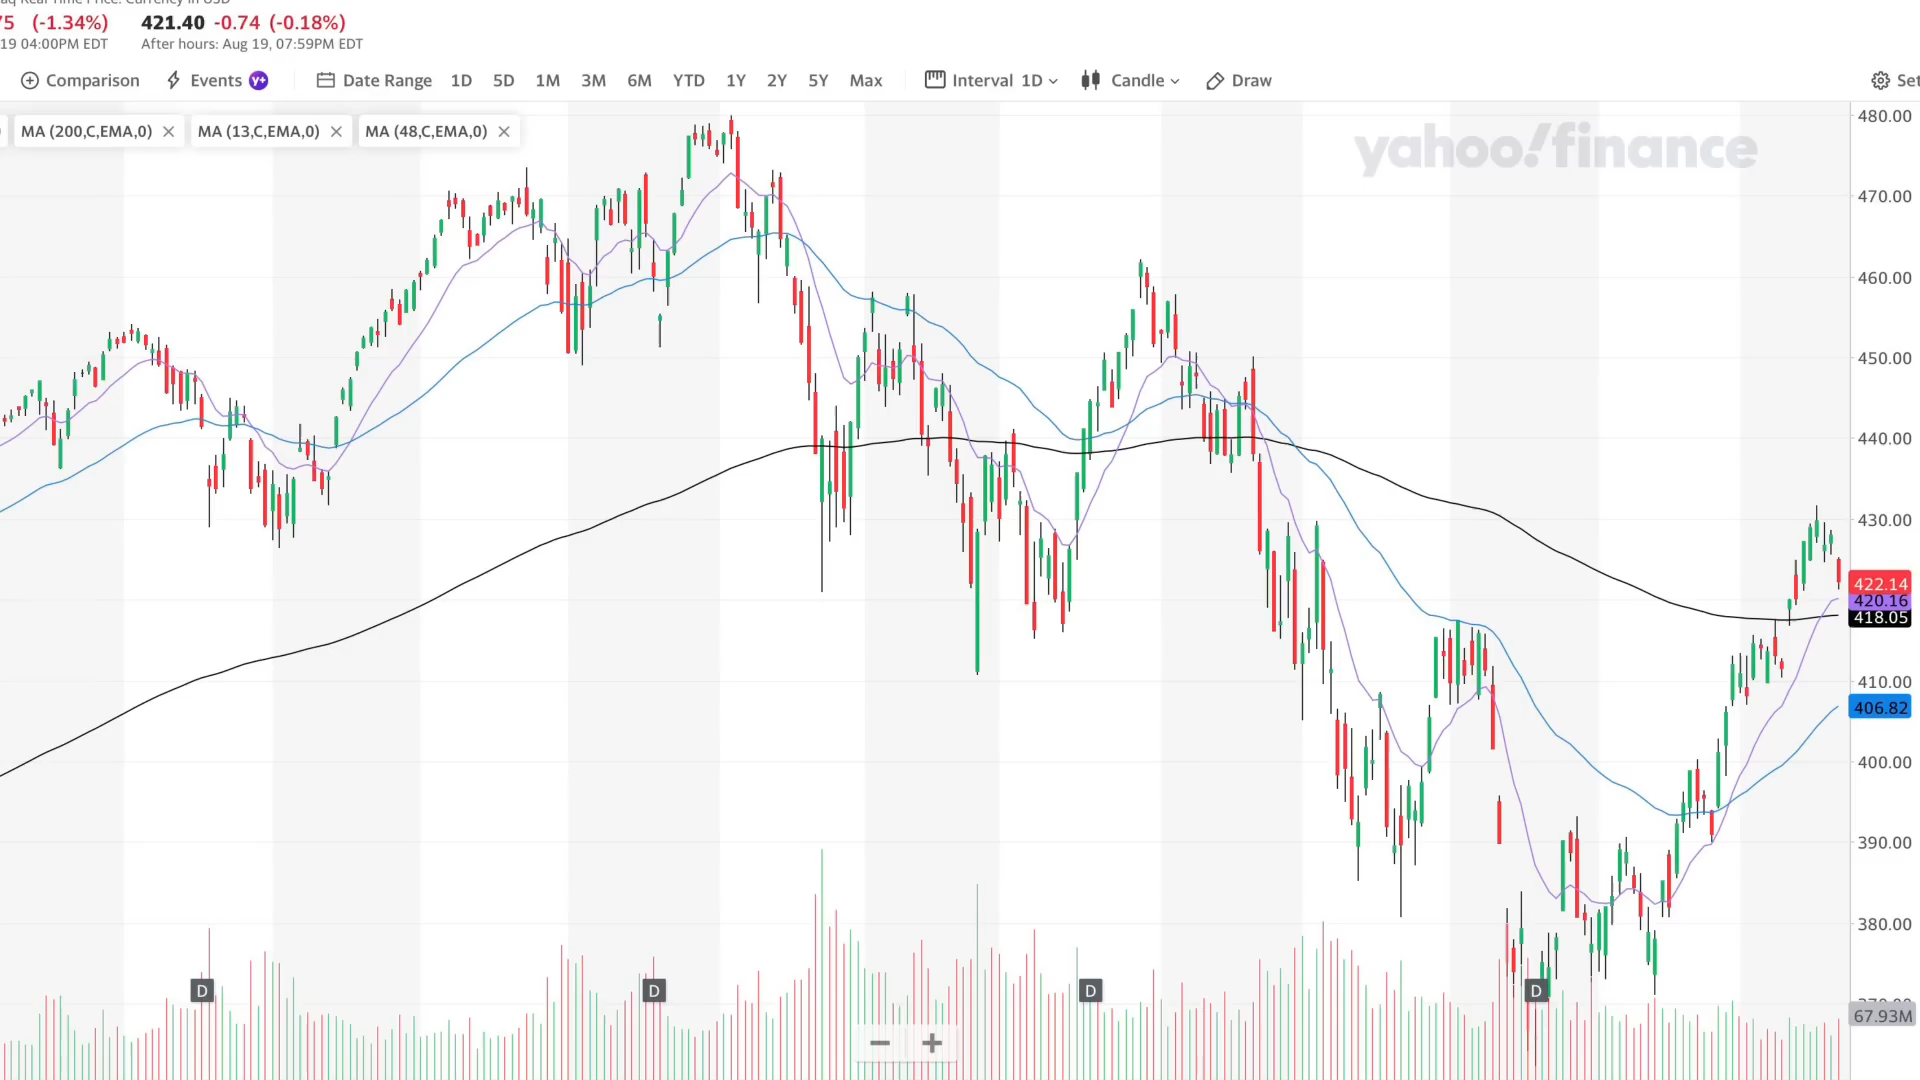 75 (-1.34%) 421.40 -0.74 (-0.18%)
19 04:00PM EDT After hours: Aug 19, 07:59PM EDT
Comparison Events y+ Date Range 1D 5D 1M 3M 6M YTD 1Y 2Y 5Y Max Interval 1D Candle Draw Set
MA (200,C,EMA,0) MA (13,C,EMA,0) MA (48,C,EMA,0)
yahoo!finance
480.00
470.00
460.00
450.00
440.00
430.00
422.14
420.16
418.05
410.00
406.82
400.00
390.00
380.00
D D D D
67.93M